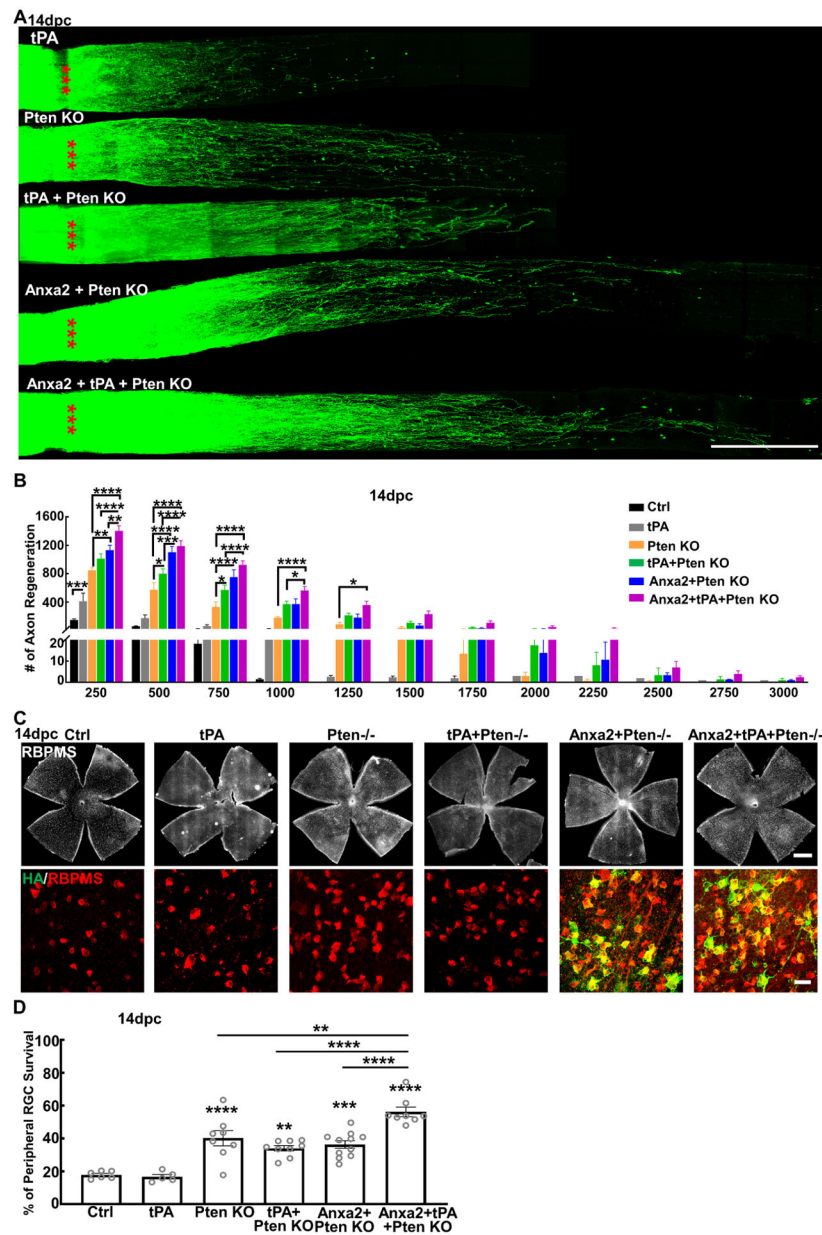 A 14dpc
tPA
***
Pten KO
***
tPA + Pten KO
***
Anxa2 + Pten KO
***
Anxa2 + tPA + Pten KO
***
B
14dpc
# of Axon Regeneration
1600
1200
800
400
20
10
0
*** **** **** ** **
**** **** **** *** *
**** **** **** *
**** *
*
Ctrl
tPA
Pten KO
tPA+Pten KO
Anxa2+Pten KO
Anxa2+tPA+Pten KO
250 500 750 1000 1250 1500 1750 2000 2250 2500 2750 3000
C
14dpc Ctrl tPA Pten-/- tPA+Pten-/- Anxa2+Pten-/- Anxa2+tPA+Pten-/-
RBPMS
HA/RBPMS
D
14dpc
% of Peripheral RGC Survival
100
80
60
40
20
0
**
****
****
**** ** *** ****
Ctrl tPA Pten KO tPA+ Pten KO Anxa2+ Pten KO Anxa2+tPA +Pten KO